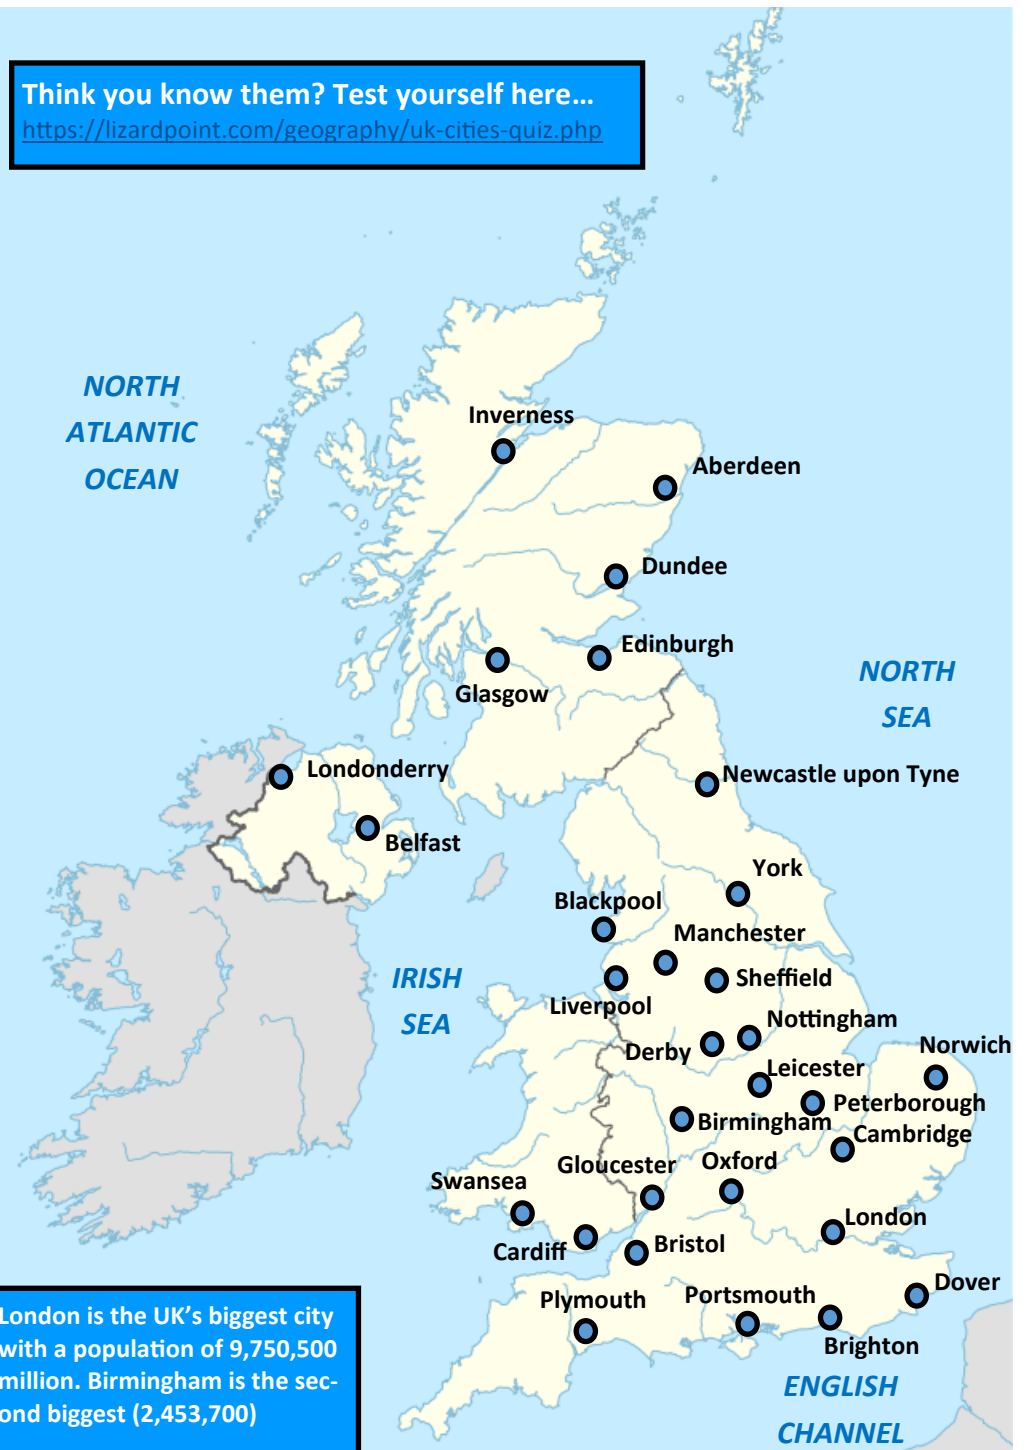 Think you know them? Test yourself here...
https://lizardpoint.com/geography/uk-cities-quiz.php
NORTH
ATLANTIC
OCEAN
Inverness
Aberdeen
Dundee
Edinburgh
Glasgow
NORTH
SEA
Londonderry
Newcastle upon Tyne
Belfast
York
Blackpool
Manchester
IRISH
SEA
Sheffield
Liverpool
Nottingham
Derby
Norwich
Leicester
Peterborough
Birmingham
Cambridge
Gloucester
Oxford
Swansea
London
Cardiff
Bristol
Dover
Plymouth
Portsmouth
Brighton
ENGLISH
CHANNEL
London is the UK's biggest city
with a population of 9,750,500
million. Birmingham is the sec-
ond biggest (2,453,700)